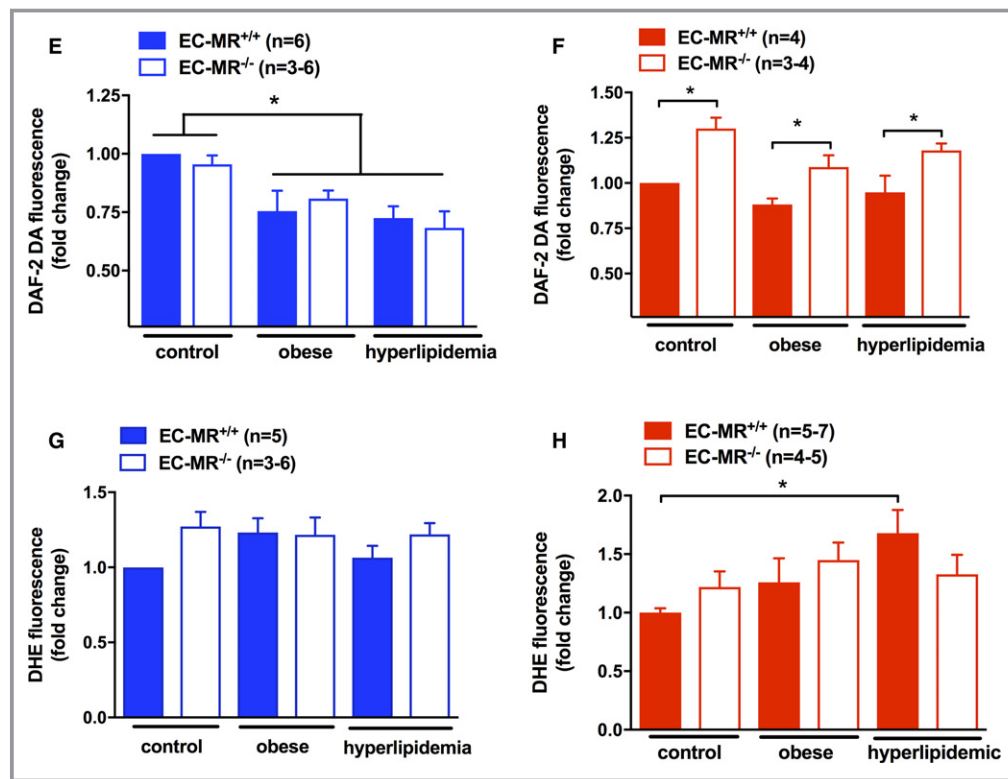 E
EC-MR+/+ (n=6)
EC-MR-/- (n=3-6)
DAF-2 DA fluorescence
(fold change)
1.25
1.00
0.75
0.50
*
control
obese
hyperlipidemia
F
EC-MR+/+ (n=4)
EC-MR-/- (n=3-4)
DAF-2 DA fluorescence
(fold change)
1.50
1.25
1.00
0.75
0.50
*
*
*
control
obese
hyperlipidemia
G
EC-MR+/+ (n=5)
EC-MR-/- (n=3-6)
DHE fluorescence
(fold change)
1.5
1.0
0.5
0.0
control
obese
hyperlipidemia
H
EC-MR+/+ (n=5-7)
EC-MR-/- (n=4-5)
DHE fluorescence
(fold change)
2.0
1.5
1.0
0.5
0.0
*
control
obese
hyperlipidemic